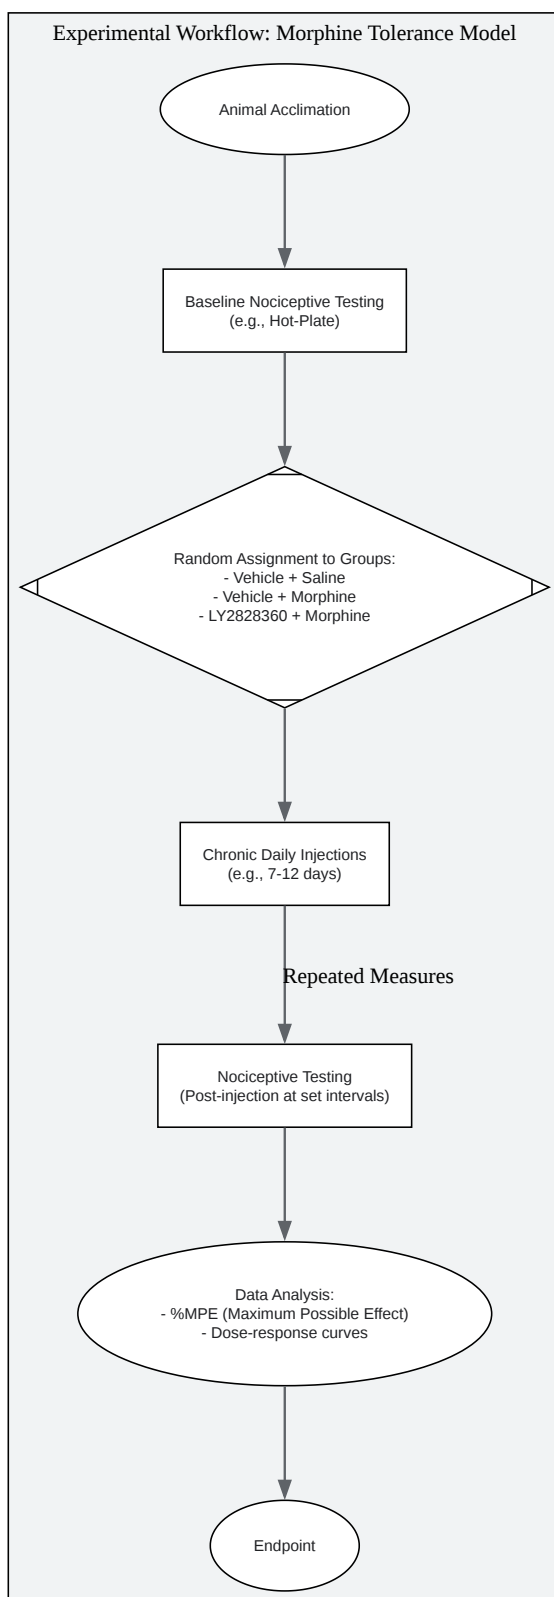 Experimental Workflow: Morphine Tolerance Model
Animal Acclimation
Baseline Nociceptive Testing
(e.g., Hot-Plate)
Random Assignment to Groups:
- Vehicle + Saline
- Vehicle + Morphine
- LY2828360 + Morphine
Chronic Daily Injections
(e.g., 7-12 days)
Repeated Measures
Nociceptive Testing
(Post-injection at set intervals)
Data Analysis:
- %MPE (Maximum Possible Effect)
- Dose-response curves
Endpoint